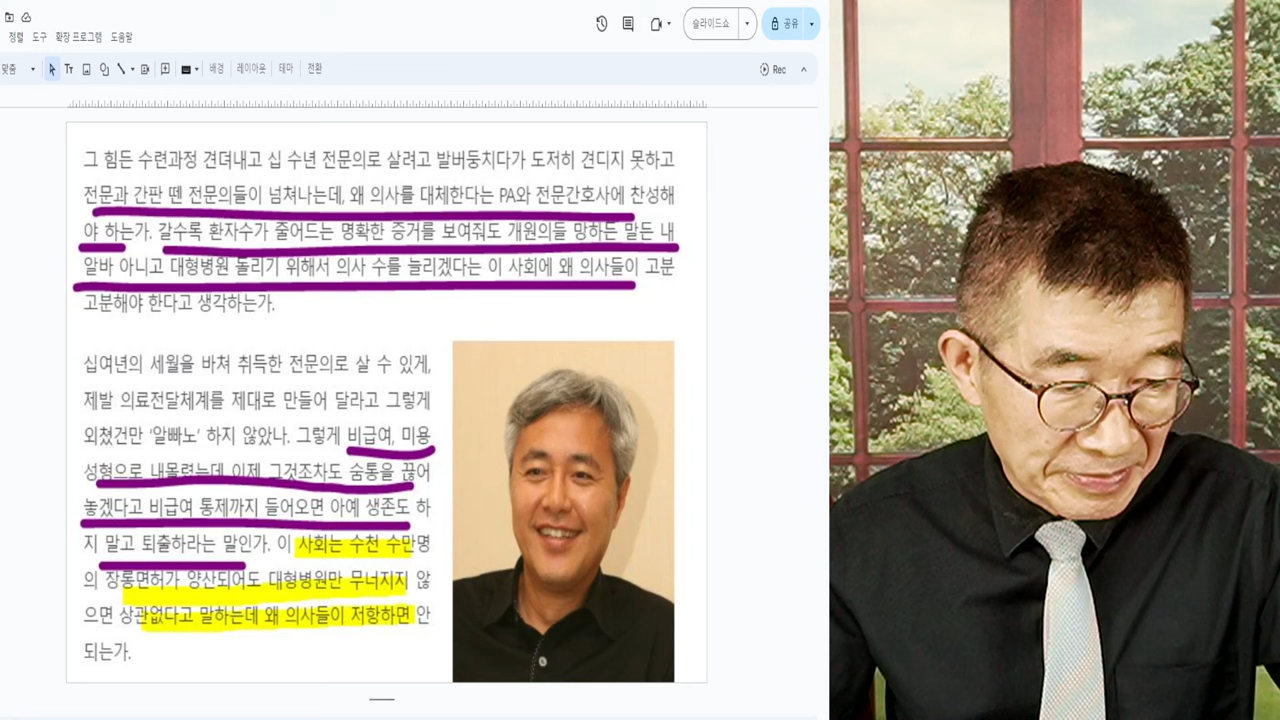 정렬 도구 확장 프로그램 도움말
슬라이드쇼
공유
맞춤
배경 레이아웃 테마 전환
Rec
그 힘든 수련과정 견뎌내고 십 수년 전문의로 살려고 발버둥치다가 도저히 견디지 못하고
전문과 간판 뗀 전문의들이 넘쳐나는데, 왜 의사를 대체한다는 PA와 전문간호사에 찬성해
야 하는가. 갈수록 환자수가 줄어드는 명확한 증거를 보여줘도 개원의들 망하든 말든 내
알바 아니고 대형병원 돌리기 위해서 의사 수를 늘리겠다는 이 사회에 왜 의사들이 고분
고분해야 한다고 생각하는가.
십여년의 세월을 바쳐 취득한 전문의로 살 수 있게,
제발 의료전달체계를 제대로 만들어 달라고 그렇게
외쳤건만 ‘알빠노’ 하지 않았나. 그렇게 비급여, 미용
성형으로 내몰렸는데 이제 그것조차도 숨통을 끊어
놓겠다고 비급여 통제까지 들어오면 아예 생존도 하
지 말고 퇴출하라는 말인가. 이 사회는 수천 수만명
의 장롱면허가 양산되어도 대형병원만 무너지지 않
으면 상관없다고 말하는데 왜 의사들이 저항하면 안
되는가.